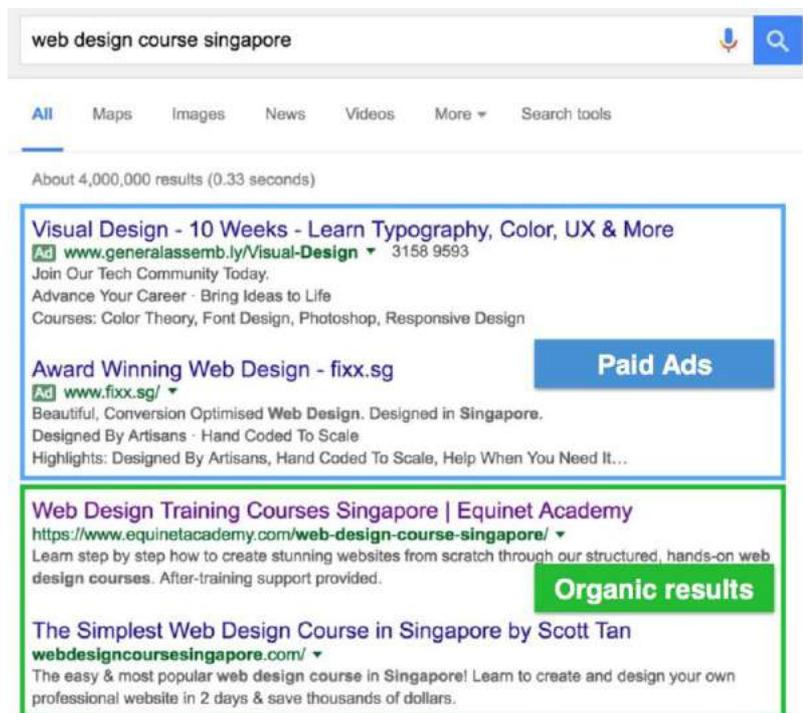 web design course singapore
All Maps Images News Videos More Search tools
About 4,000,000 results (0.33 seconds)
Visual Design - 10 Weeks - Learn Typography, Color, UX & More
Ad www.generalassemb.ly/Visual-Design 3158 9593
Join Our Tech Community Today.
Advance Your Career · Bring Ideas to Life
Courses: Color Theory, Font Design, Photoshop, Responsive Design
Award Winning Web Design - fixx.sg
Paid Ads
Ad www.fixx.sg/
Beautiful, Conversion Optimised Web Design. Designed in Singapore.
Designed By Artisans · Hand Coded To Scale
Highlights: Designed By Artisans, Hand Coded To Scale, Help When You Need It...
Web Design Training Courses Singapore | Equinet Academy
https://www.equinetacademy.com/web-design-course-singapore/
Learn step by step how to create stunning websites from scratch through our structured, hands-on web
design courses. After-training support provided.
Organic results
The Simplest Web Design Course in Singapore by Scott Tan
webdesigncoursesingapore.com/
The easy & most popular web design course in Singapore! Learn to create and design your own
professional website in 2 days & save thousands of dollars.